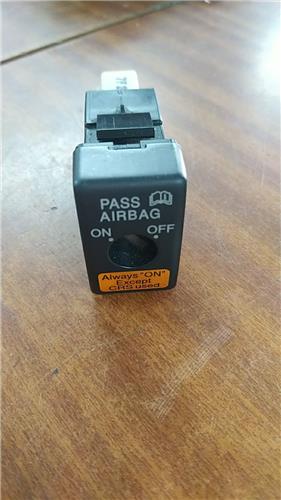 PASS
AIRBAG
ON OFF
Always "ON"
Except
CRS used